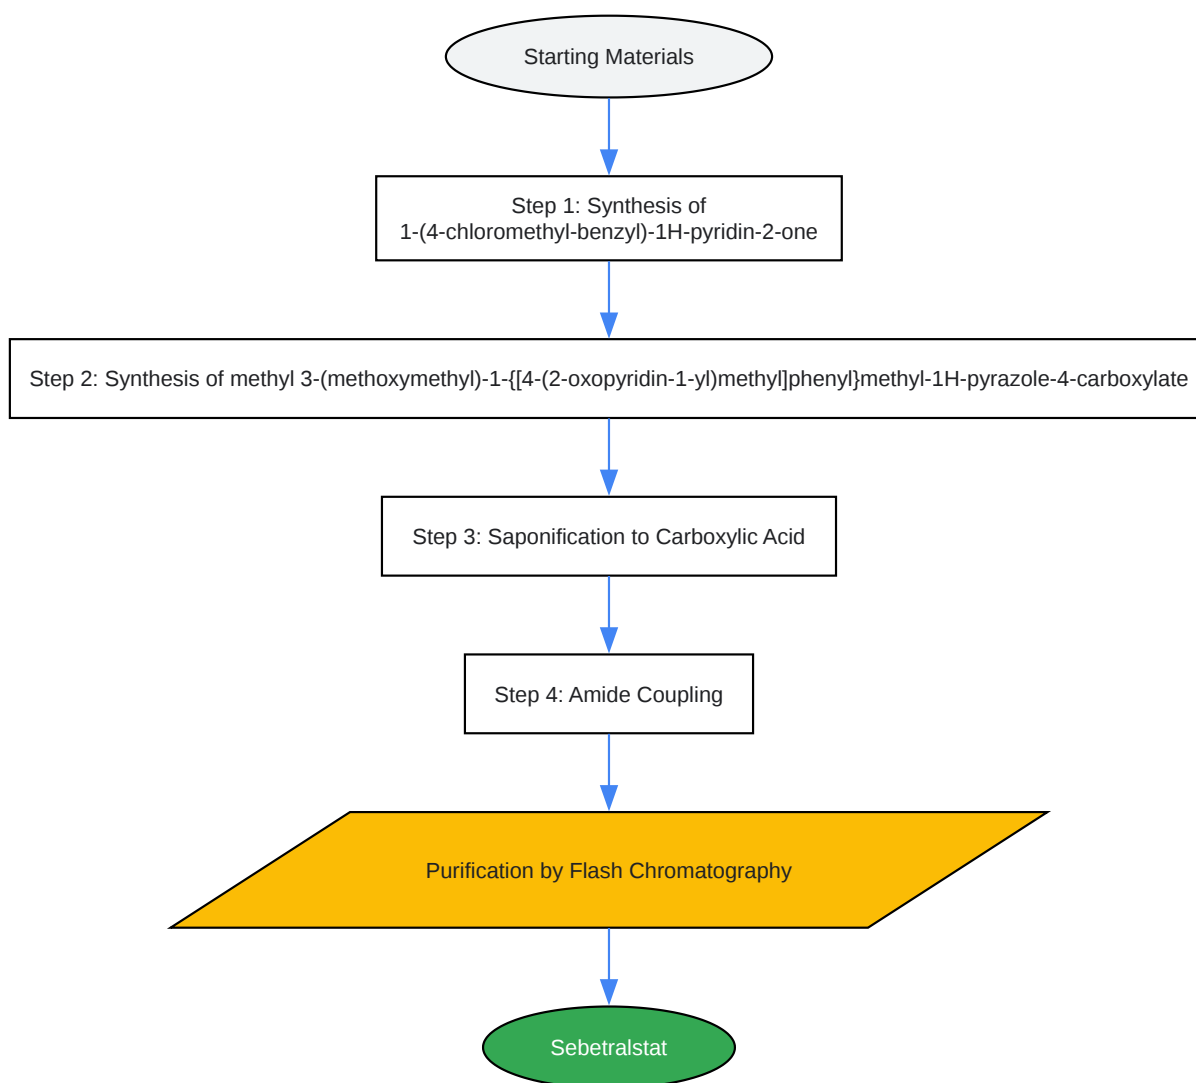 Starting Materials
Step 1: Synthesis of
1-(4-chloromethyl-benzyl)-1H-pyridin-2-one
Step 2: Synthesis of methyl 3-(methoxymethyl)-1-{[4-(2-oxopyridin-1-yl)methyl]phenyl}methyl-1H-pyrazole-4-carboxylate
Step 3: Saponification to Carboxylic Acid
Step 4: Amide Coupling
Purification by Flash Chromatography
Sebetralstat